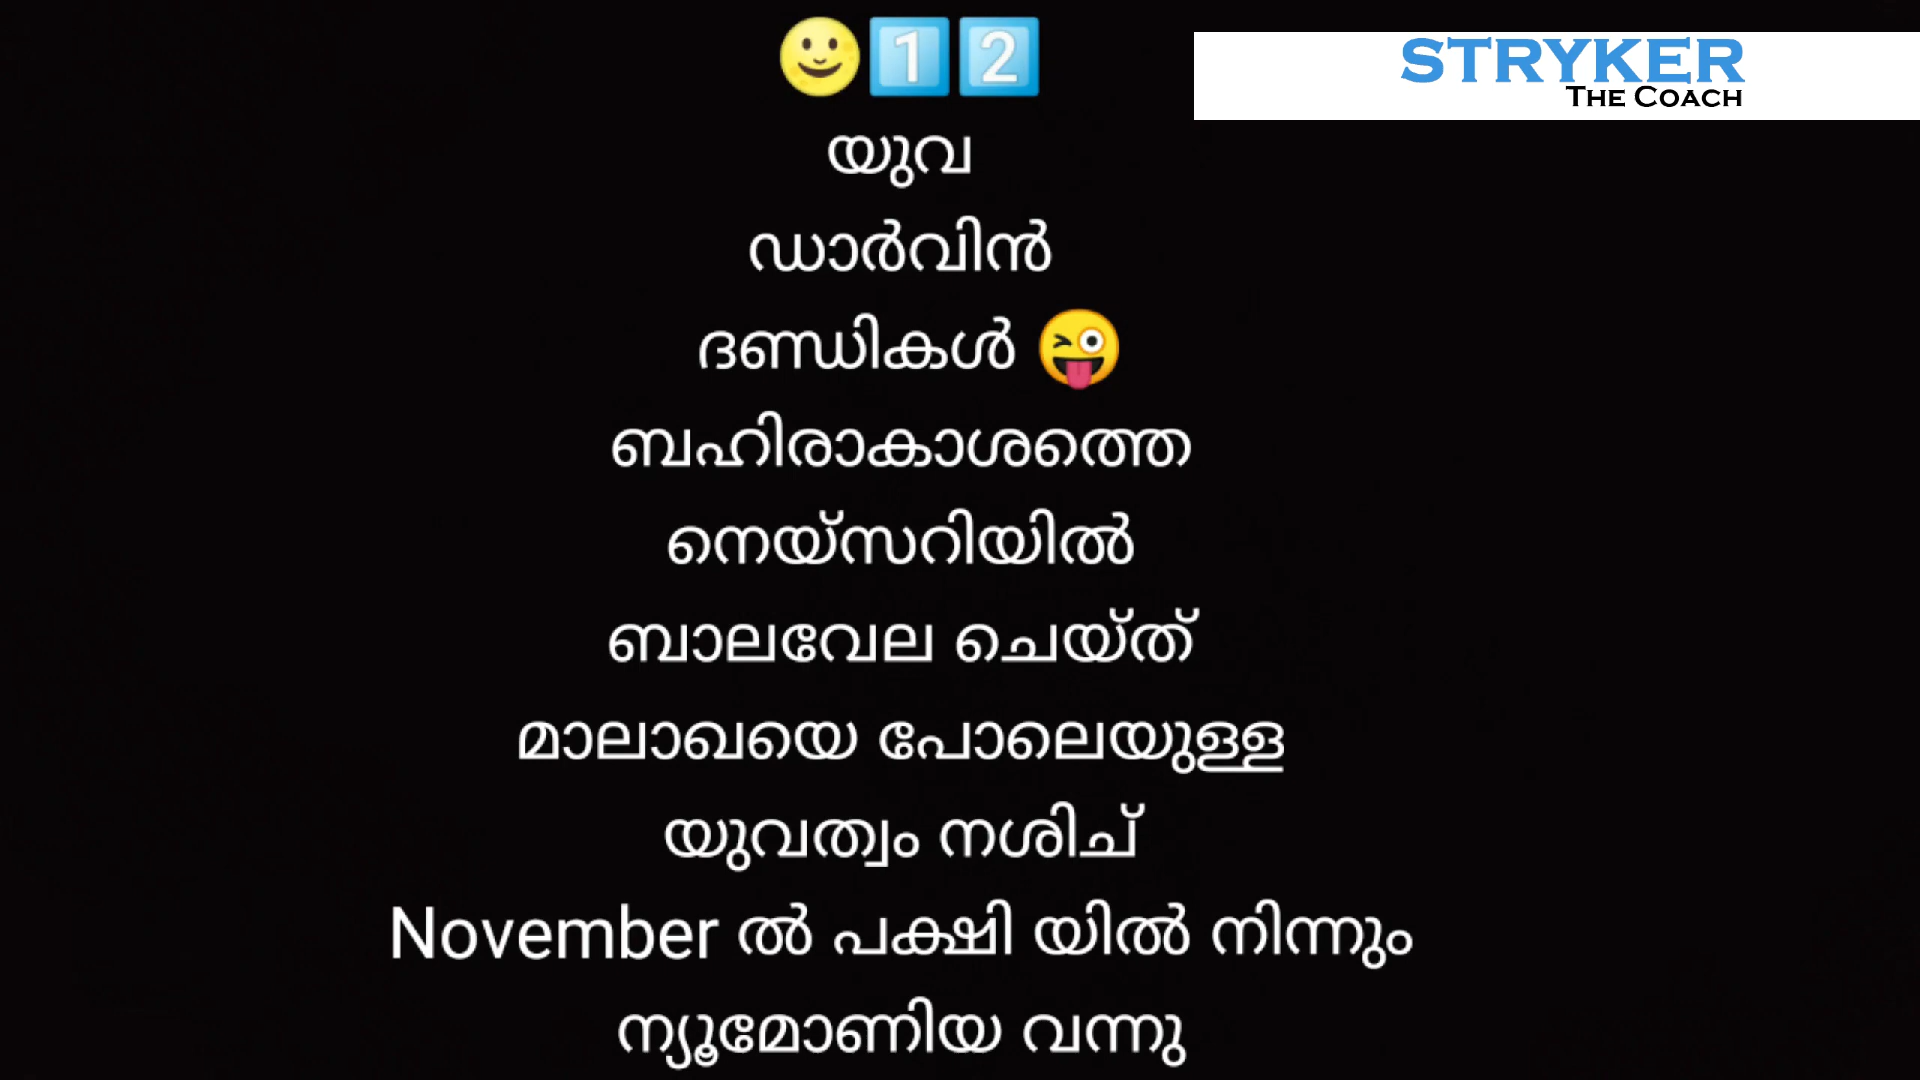 🌝1️⃣2️⃣
STRYKER
THE COACH
യുവ
ഡാർവിൻ
ദണ്ഡികൾ 😜
ബഹിരാകാശത്തെ
നെയ്സറിയിൽ
ബാലവേല ചെയ്ത്
മാലാഖയെ പോലെയുള്ള
യുവത്വം നശിച്
November ൽ പക്ഷി യിൽ നിന്നും
ന്യൂമോണിയ വന്നു